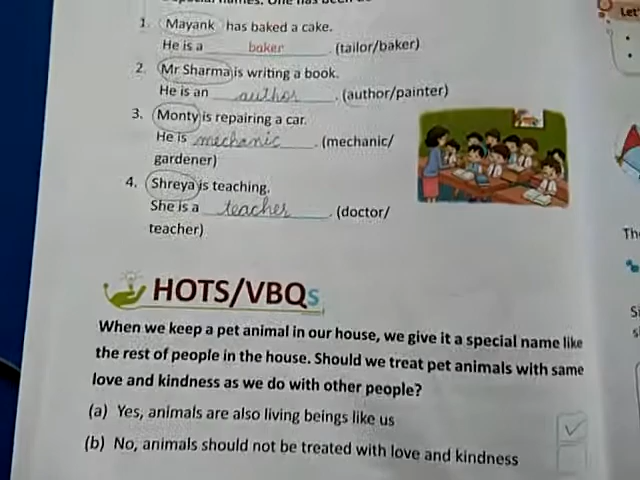 1. Mayank has baked a cake.
He is a baker (tailor/baker)
2. Mr Sharma is writing a book.
He is an author. (author/painter)
3. Monty is repairing a car.
He is mechanic. (mechanic/
gardener)
4. Shreya is teaching.
She is a teacher. (doctor/
teacher)
HOTS/VBQs
When we keep a pet animal in our house, we give it a special name like
the rest of people in the house. Should we treat pet animals with same
love and kindness as we do with other people?
(a) Yes, animals are also living beings like us
(b) No, animals should not be treated with love and kindness
Let'
Th
Si